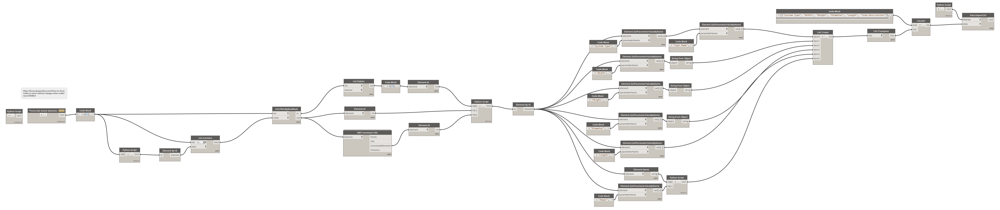 https://forum.dynamobim.com/t/how-to-force-
nodes-to-rerun-without-changes-when-nodes-
rerun/56366/3
Python Script
+ - OUT
*Force Get Active Selection
+ - OUT
Code Block
x 1 x[0]; >
Python Script
IN[0] + - OUT
CPython3
Element By Id
Id Element
List.Contains
list bool
item
AUTO
List.FilterByBoolMask
list > in
mask > out
AUTO
List.Flatten
list > list
amount >
AUTO
Code Block
x 1 x[0]; >
Element.Id
element > int
AUTO
Element.Id
element > int
AUTO
MEP connector info
Element > Points
Info
ConnectedElements
Direction
AUTO
Element.Id
element > int
AUTO
Python Script
IN[0] + - OUT
IN[1]
IN[2]
CPython3
Element By Id
Id Element
Code Block
1 "System Type"; >
Element.GetParameterValueByName
element > var[]..[]
parameterName >
AUTO
Code Block
1 "Type Name"; >
Element.GetParameterValueByName
element > var[]..[]
parameterName >
AUTO
Code Block
1 "Width"; >
Element.GetParameterValueByName
element > var[]..[]
parameterName >
AUTO
String from Object
object string
Code Block
1 "Height"; >
Element.GetParameterValueByName
element > var[]..[]
parameterName >
AUTO
String from Object
object string
Code Block
1 "Diameter"; >
Element.GetParameterValueByName
element > var[]..[]
parameterName >
AUTO
String from Object
object string
Code Block
1 "Length"; >
Element.GetParameterValueByName
element > var[]..[]
parameterName >
AUTO
Element.Name
element > string
AUTO
Code Block
1 "Angle"; >
Element.GetParameterValueByName
element > var[]..[]
parameterName >
AUTO
Python Script
IN[0] + - OUT
IN[1]
CPython3
Code Block
1 [["System Type", "Width", "Height", "Diameter", "Length", "Item Description"]]; >
List Create
item0 + - list
item1
item2
item3
item4
item5
List.Transpose
lists > lists
AUTO
List.Join
list0 + - list
list1
AUTO
Python Script
+ - OUT
CPython3
Data.ExportCSV
filePath > void
data >
AUTO